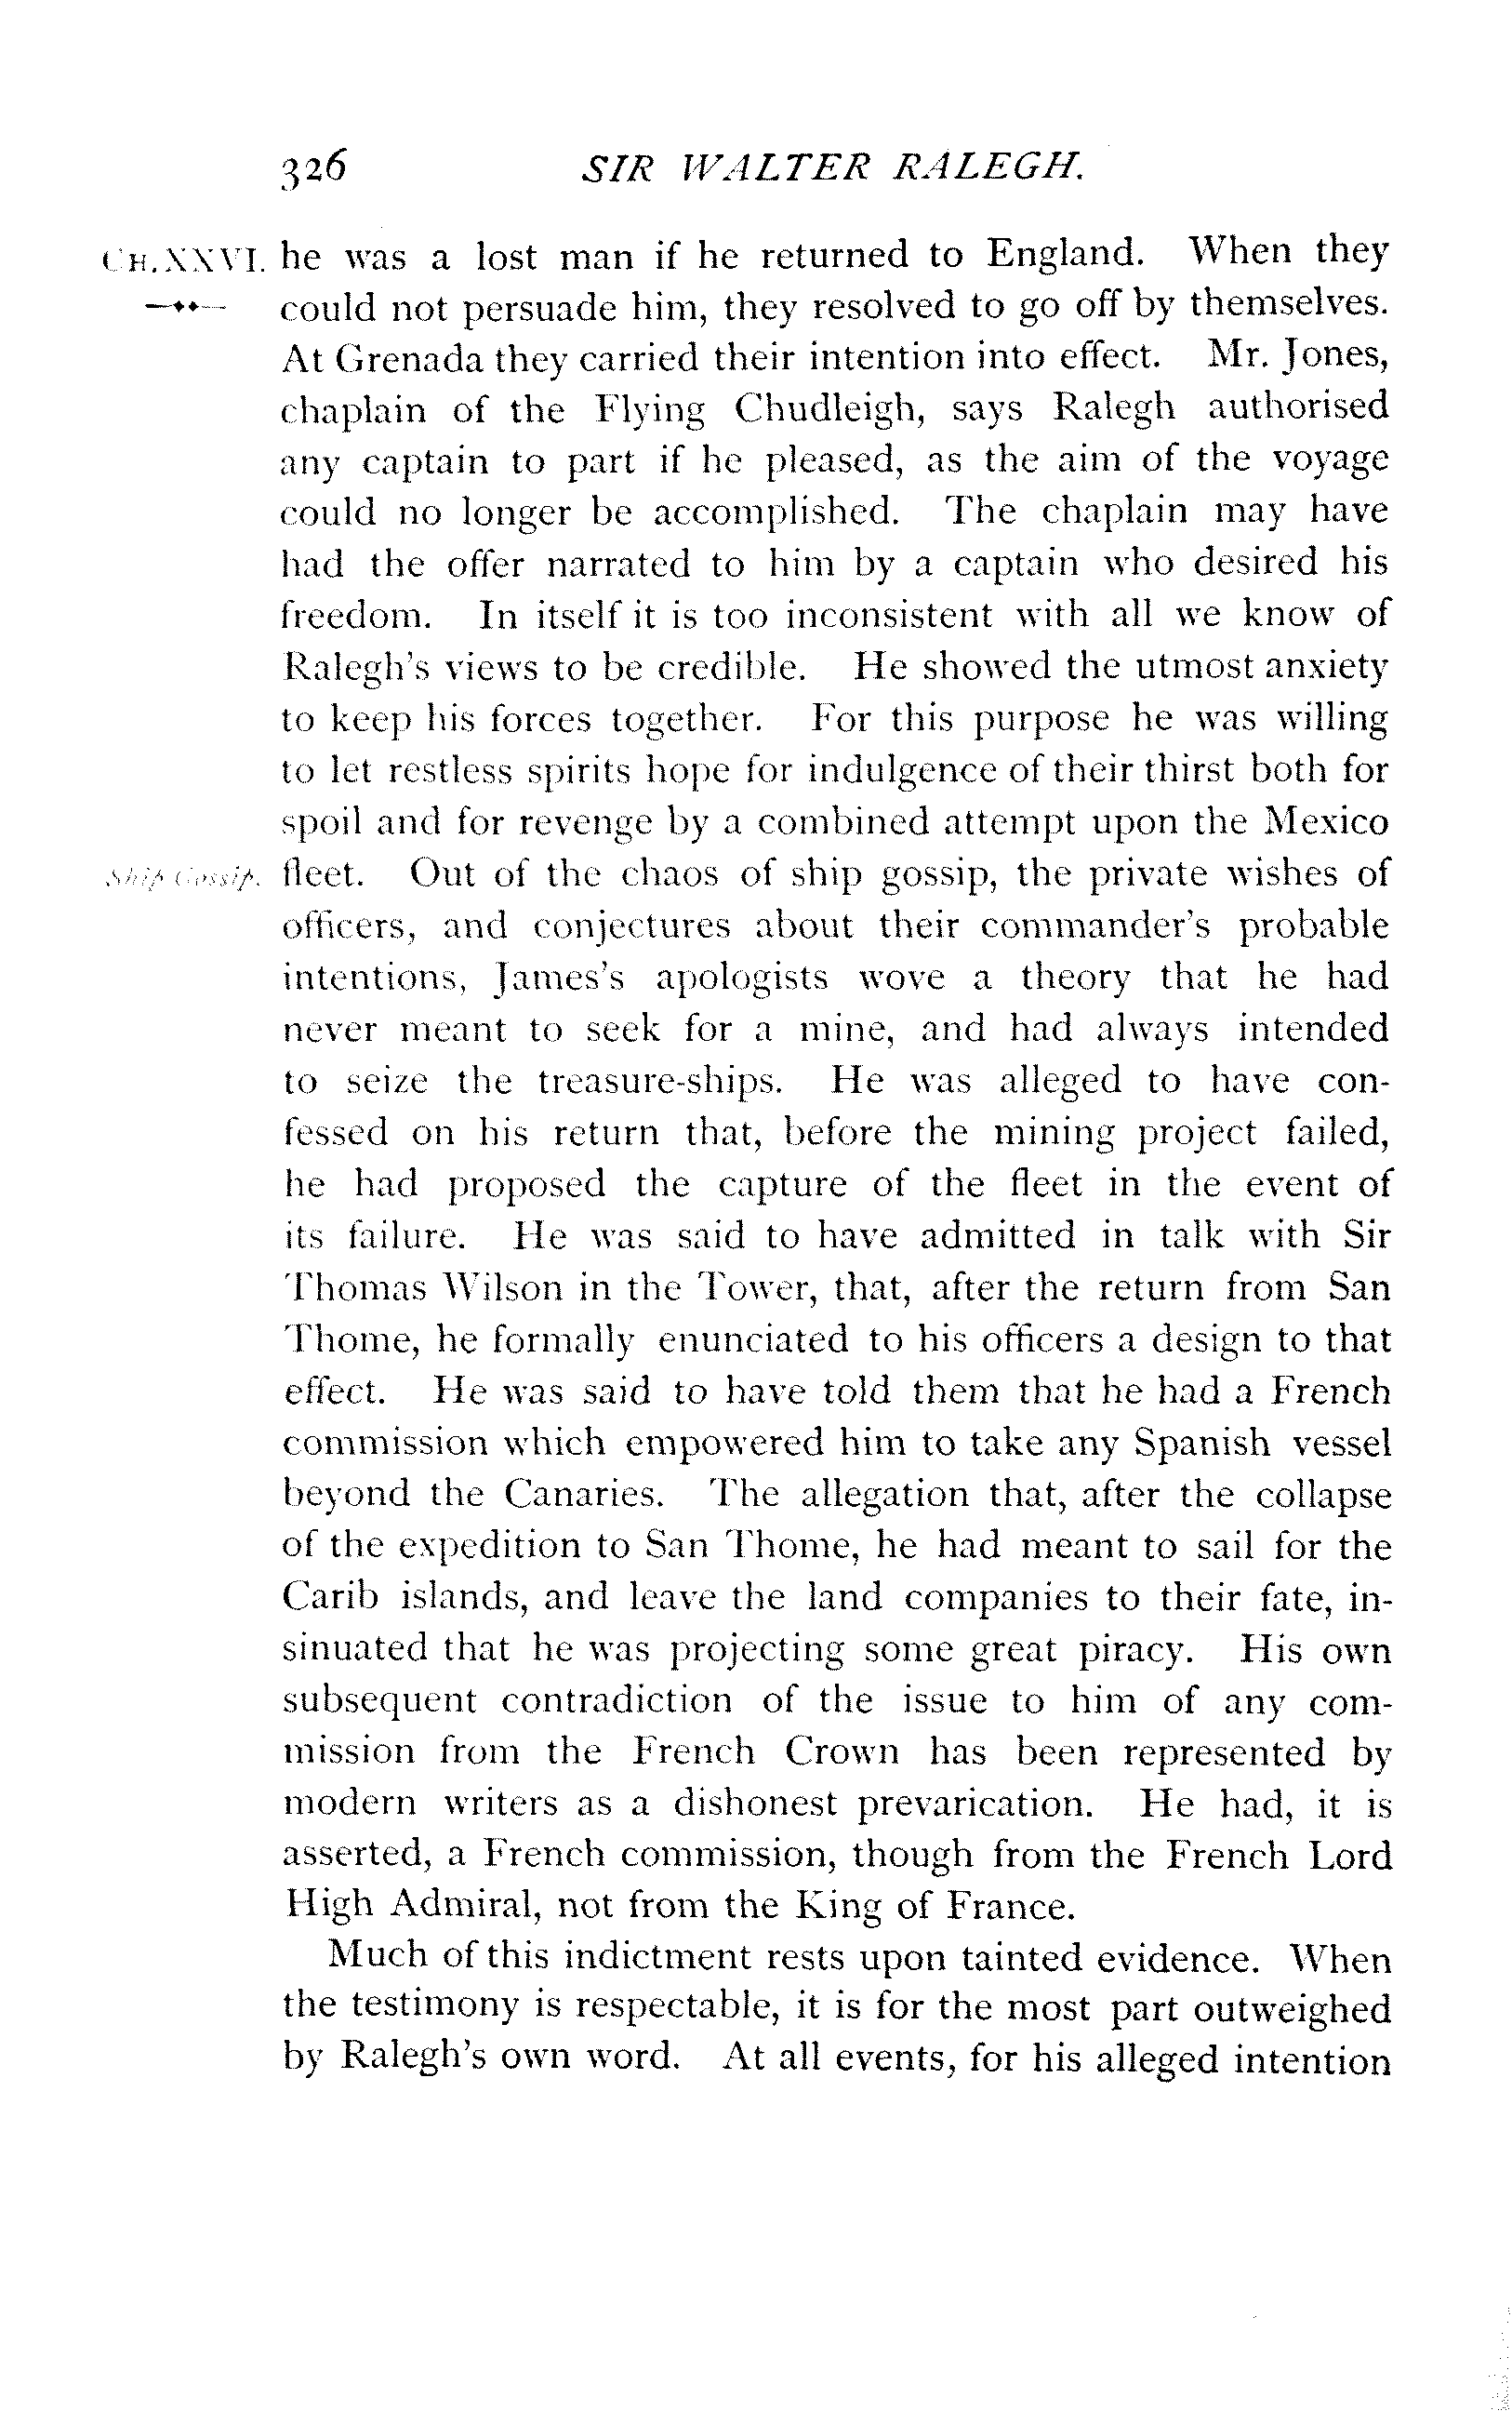 326 SIR WALTER RALEGH.
CH. XXVI. he was a lost man if he returned to England. When they
could not persuade him, they resolved to go off by themselves.
At Grenada they carried their intention into effect. Mr. Jones,
chaplain of the Flying Chudleigh, says Ralegh authorised
any captain to part if he pleased, as the aim of the voyage
could no longer be accomplished. The chaplain may have
had the offer narrated to him by a captain who desired his
freedom. In itself it is too inconsistent with all we know of
Ralegh's views to be credible. He showed the utmost anxiety
to keep his forces together. For this purpose he was willing
to let restless spirits hope for indulgence of their thirst both for
spoil and for revenge by a combined attempt upon the Mexico
Ship Gossip. fleet. Out of the chaos of ship gossip, the private wishes of
officers, and conjectures about their commander's probable
intentions, James's apologists wove a theory that he had
never meant to seek for a mine, and had always intended
to seize the treasure-ships. He was alleged to have con-
fessed on his return that, before the mining project failed,
he had proposed the capture of the fleet in the event of
its failure. He was said to have admitted in talk with Sir
Thomas Wilson in the Tower, that, after the return from San
Thome, he formally enunciated to his officers a design to that
effect. He was said to have told them that he had a French
commission which empowered him to take any Spanish vessel
beyond the Canaries. The allegation that, after the collapse
of the expedition to San Thome, he had meant to sail for the
Carib islands, and leave the land companies to their fate, in-
sinuated that he was projecting some great piracy. His own
subsequent contradiction of the issue to him of any com-
mission from the French Crown has been represented by
modern writers as a dishonest prevarication. He had, it is
asserted, a French commission, though from the French Lord
High Admiral, not from the King of France.
Much of this indictment rests upon tainted evidence. When
the testimony is respectable, it is for the most part outweighed
by Ralegh's own word. At all events, for his alleged intention